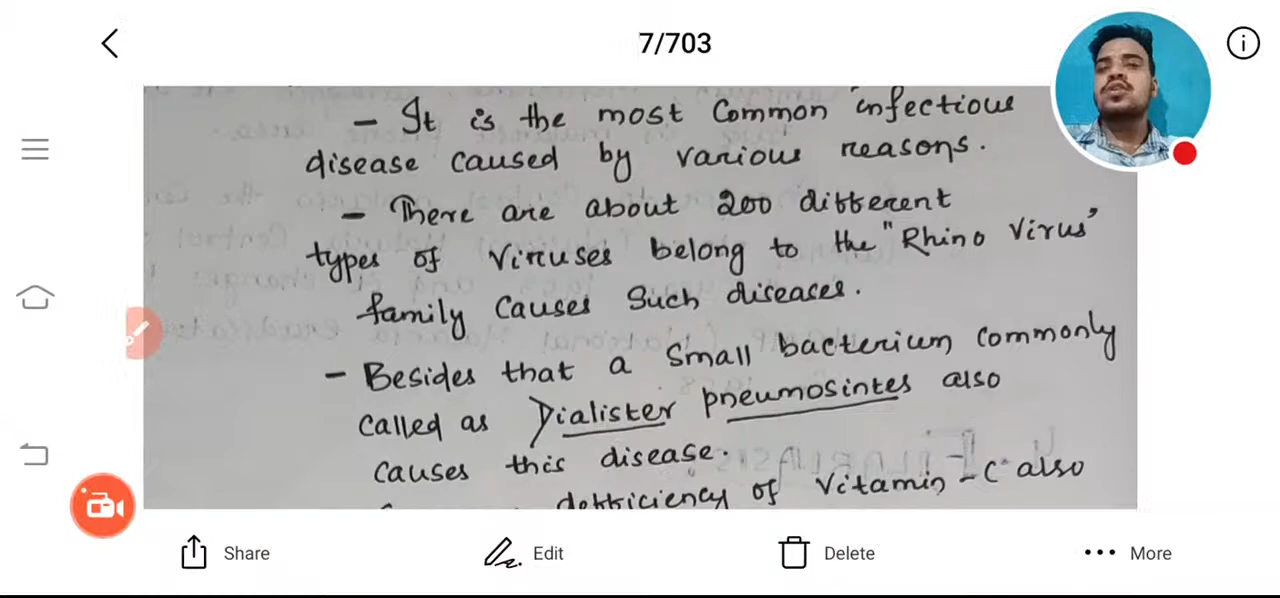 7/703
- It is the most common infectious
disease caused by various reasons.
- There are about 200 different
types of viruses belong to the "Rhino Virus"
family causes such diseases.
- Besides that a small bacterium commonly
called as Dialister pneumosintes also
causes this disease.
defficiency of vitamin-C also
Share
Edit
Delete
More